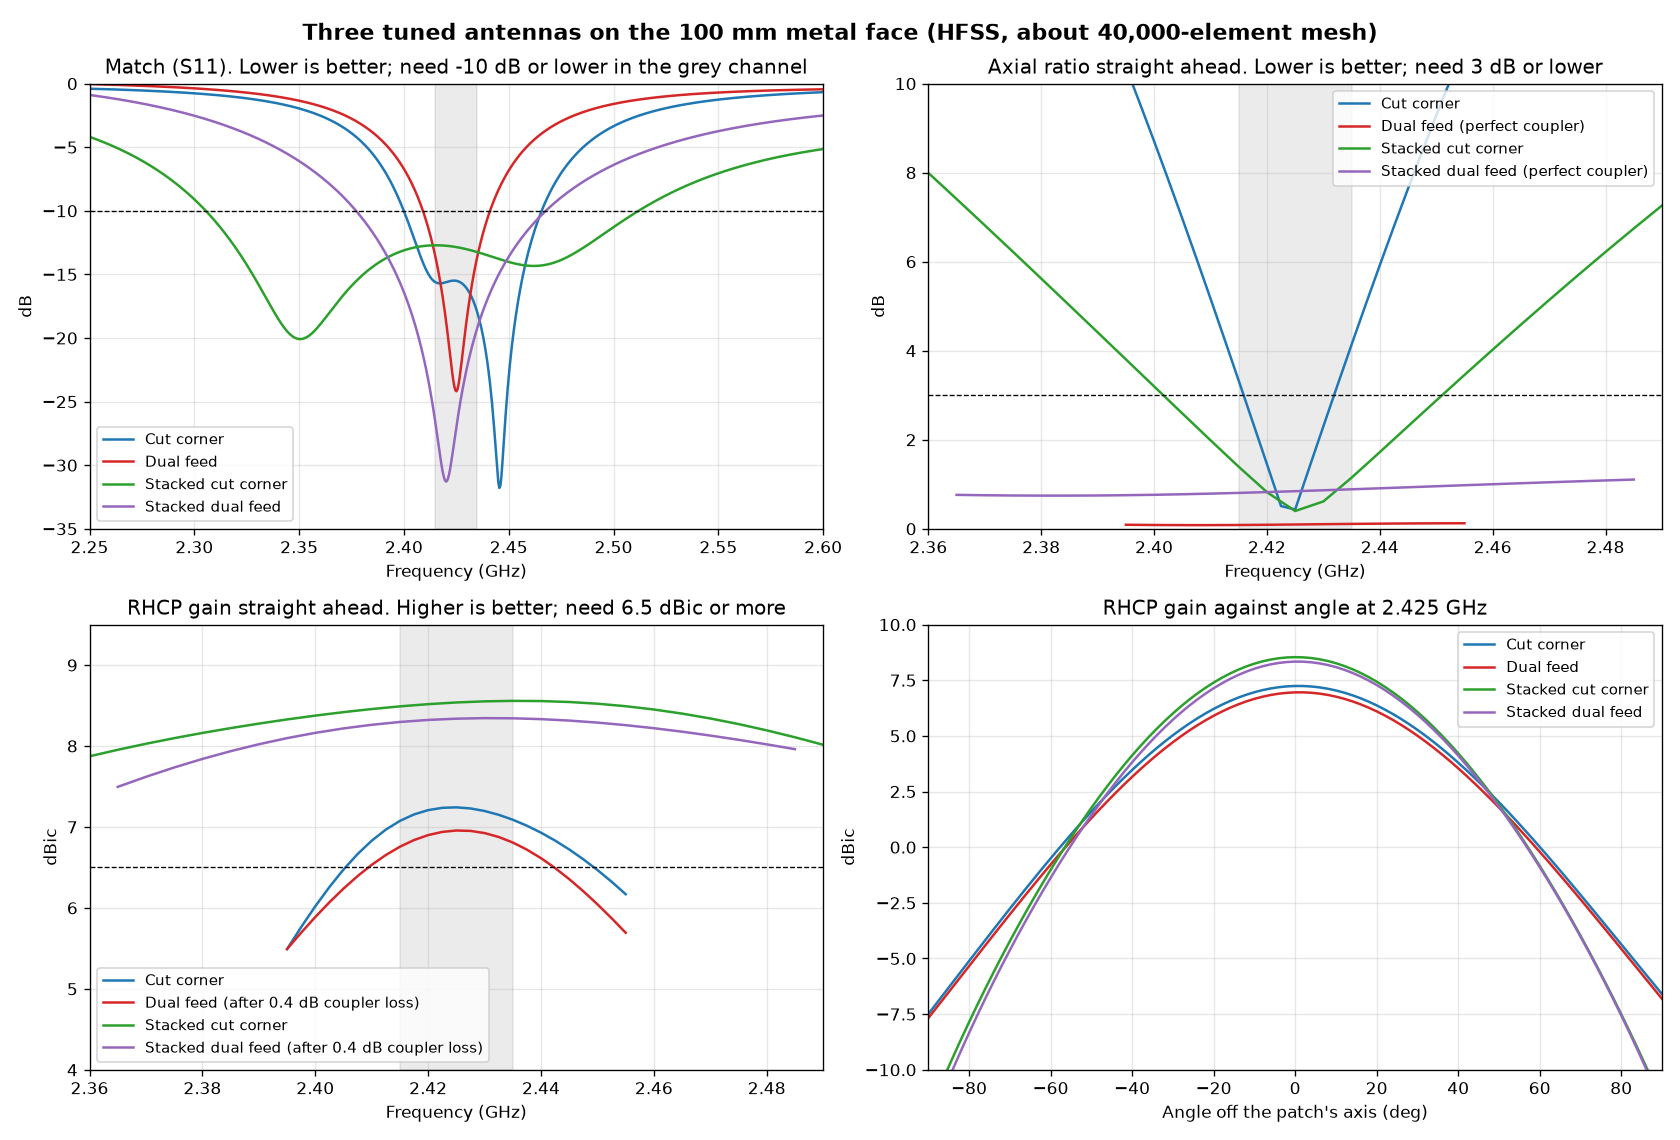 Three tuned antennas on the 100 mm metal face (HFSS, about 40,000-element mesh)
Match (S11). Lower is better; need -10 dB or lower in the grey channel
0
−5
−10
−15
−20
−25
−30
−35
dB
Cut corner
Dual feed
Stacked cut corner
Stacked dual feed
2.25
2.30
2.35
2.40
2.45
2.50
2.55
2.60
Frequency (GHz)
Axial ratio straight ahead. Lower is better; need 3 dB or lower
10
8
6
4
2
0
dB
Cut corner
Dual feed (perfect coupler)
Stacked cut corner
Stacked dual feed (perfect coupler)
2.36
2.38
2.40
2.42
2.44
2.46
2.48
Frequency (GHz)
RHCP gain straight ahead. Higher is better; need 6.5 dBic or more
9
8
7
6
5
4
dBic
Cut corner
Dual feed (after 0.4 dB coupler loss)
Stacked cut corner
Stacked dual feed (after 0.4 dB coupler loss)
2.36
2.38
2.40
2.42
2.44
2.46
2.48
Frequency (GHz)
RHCP gain against angle at 2.425 GHz
10.0
7.5
5.0
2.5
0.0
−2.5
−5.0
−7.5
−10.0
dBic
Cut corner
Dual feed
Stacked cut corner
Stacked dual feed
−80
−60
−40
−20
0
20
40
60
80
Angle off the patch's axis (deg)